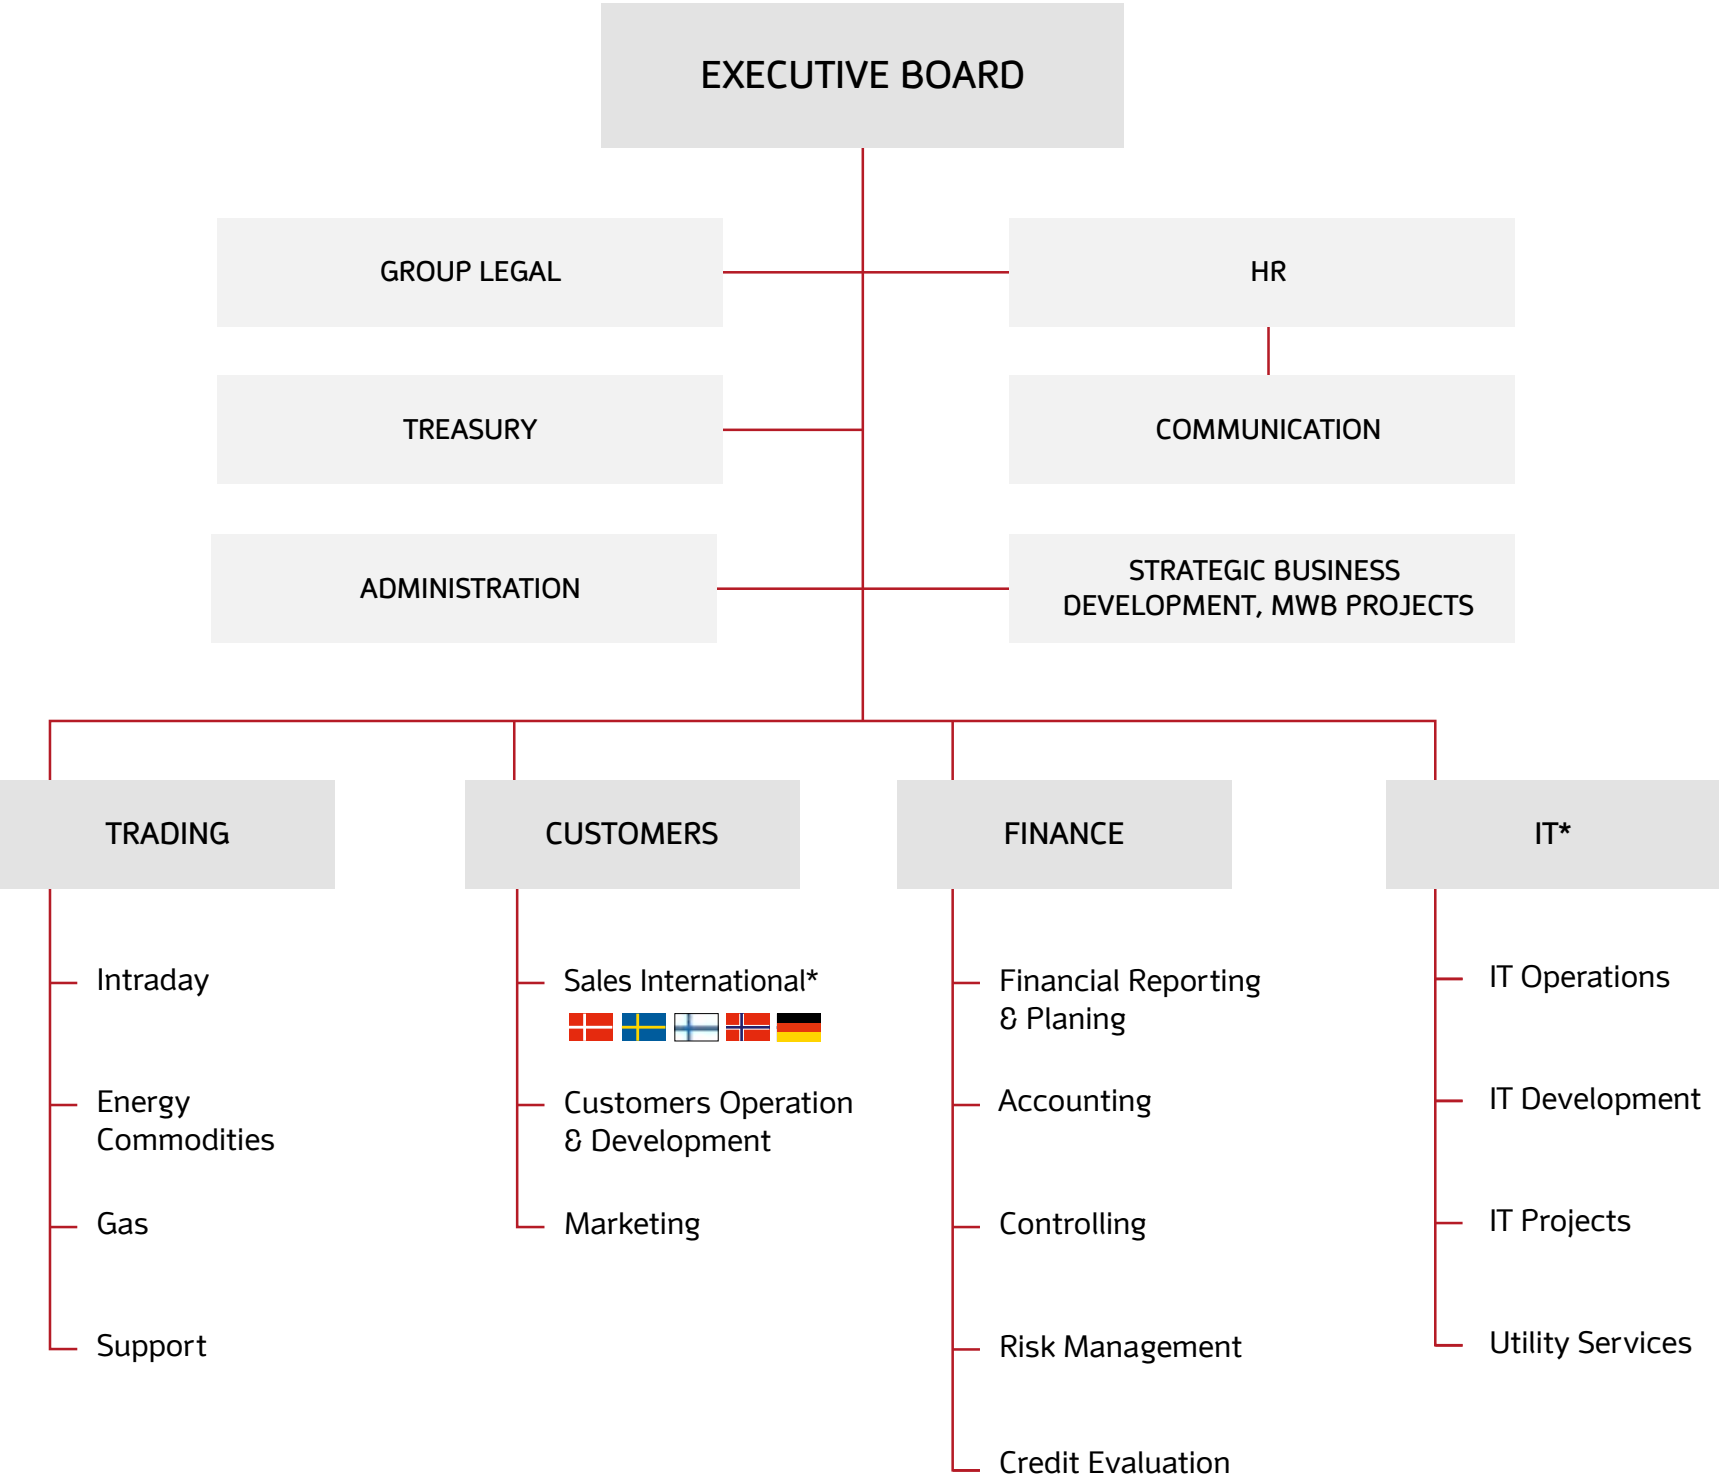 EXECUTIVE BOARD
GROUP LEGAL
HR
TREASURY
COMMUNICATION
ADMINISTRATION
STRATEGIC BUSINESS
DEVELOPMENT, MWB PROJECTS
TRADING
CUSTOMERS
FINANCE
IT*
Intraday
Energy
Commodities
Gas
Support
Sales International*
Customers Operation
& Development
Marketing
Financial Reporting
& Planing
Accounting
Controlling
Risk Management
Credit Evaluation
IT Operations
IT Development
IT Projects
Utility Services